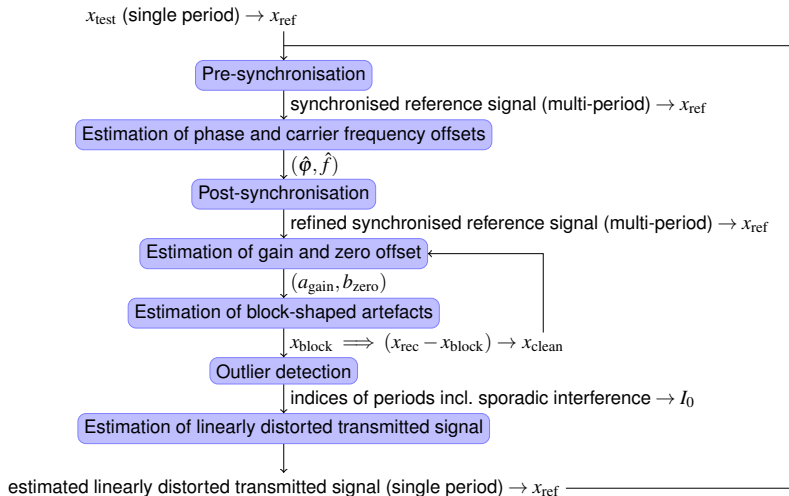 x_test (single period) → x_ref
Pre-synchronisation
synchronised reference signal (multi-period) → x_ref
Estimation of phase and carrier frequency offsets
(φ̂, f̂)
Post-synchronisation
refined synchronised reference signal (multi-period) → x_ref
Estimation of gain and zero offset
(a_gain, b_zero)
Estimation of block-shaped artefacts
x_block ⟹ (x_rec − x_block) → x_clean
Outlier detection
indices of periods incl. sporadic interference → I_0
Estimation of linearly distorted transmitted signal
estimated linearly distorted transmitted signal (single period) → x_ref